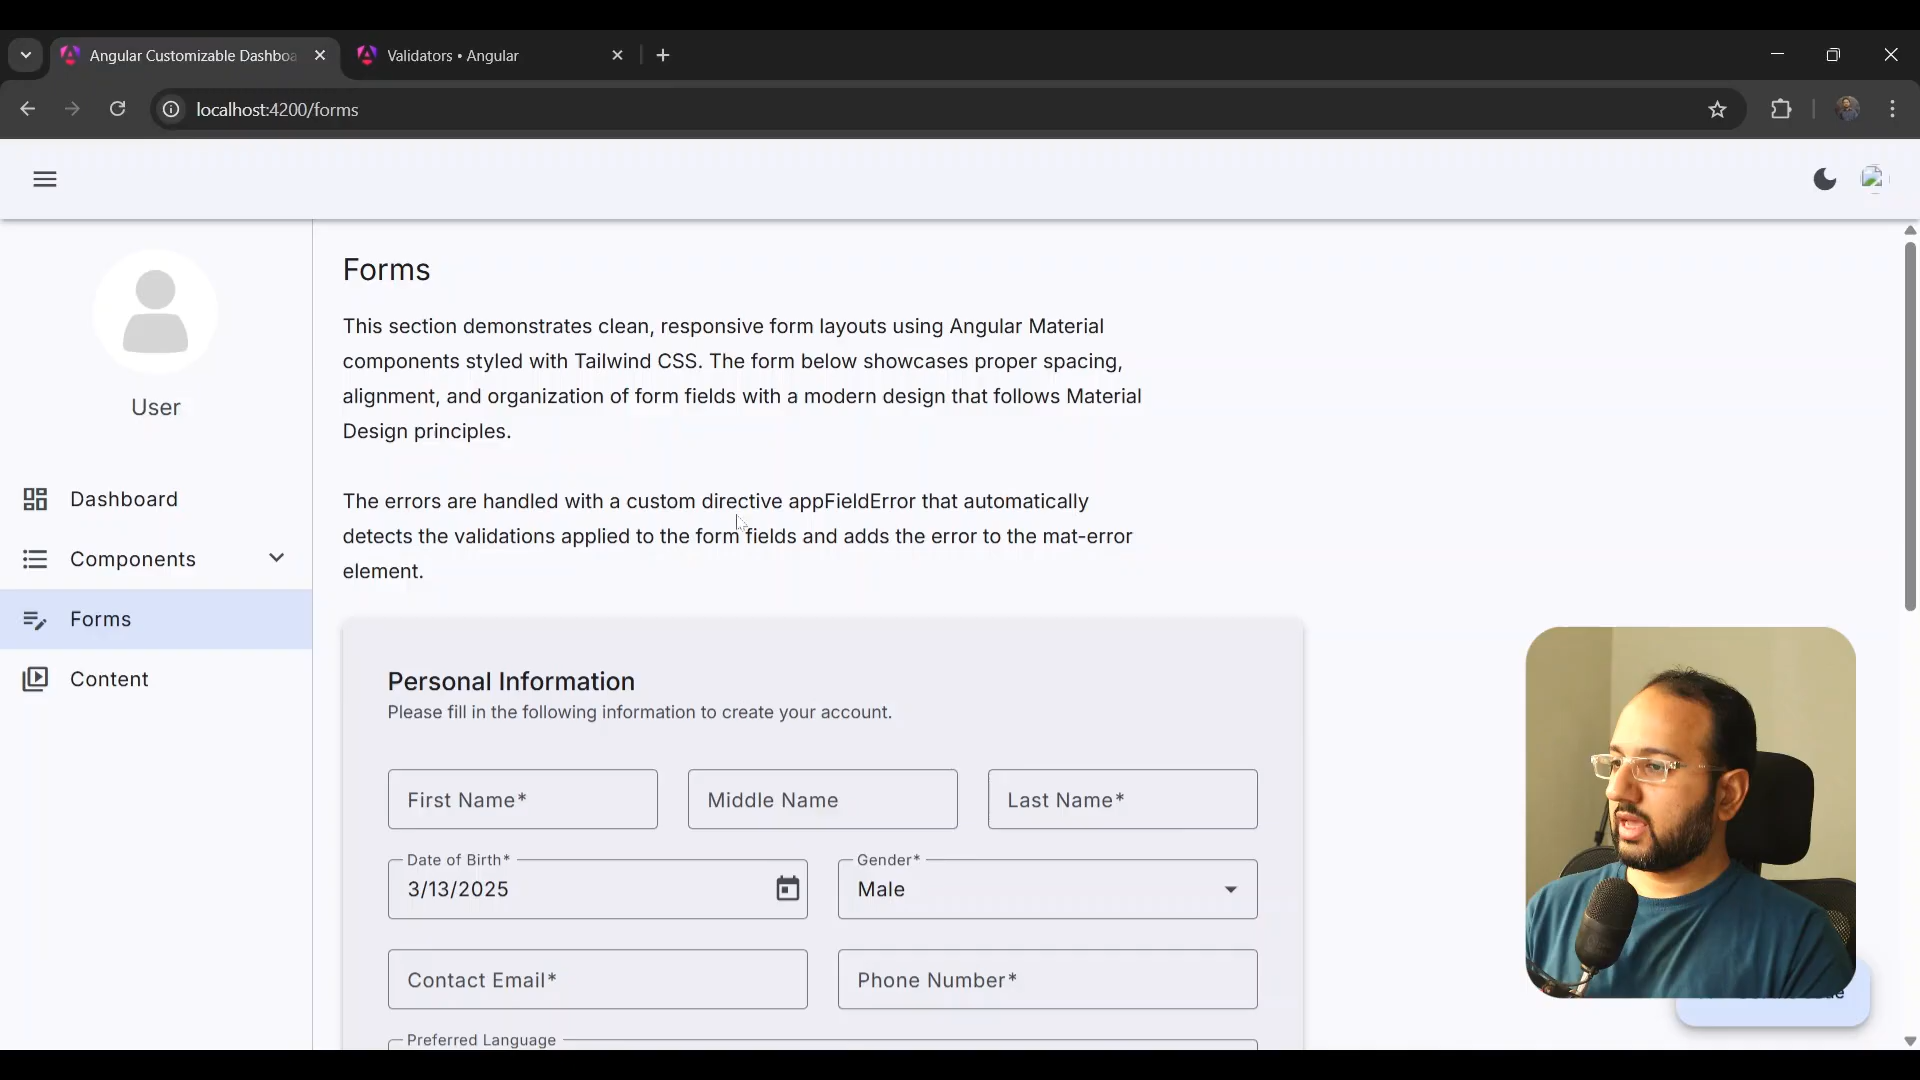 Angular Customizable Dashboa
Validators • Angular
localhost:4200/forms
User
Dashboard
Components
Forms
Content
Forms
This section demonstrates clean, responsive form layouts using Angular Material
components styled with Tailwind CSS. The form below showcases proper spacing,
alignment, and organization of form fields with a modern design that follows Material
Design principles.
The errors are handled with a custom directive appFieldError that automatically
detects the validations applied to the form fields and adds the error to the mat-error
element.
Personal Information
Please fill in the following information to create your account.
First Name*
Middle Name
Last Name*
Date of Birth*
3/13/2025
Gender*
Male
Contact Email*
Phone Number*
Preferred Language